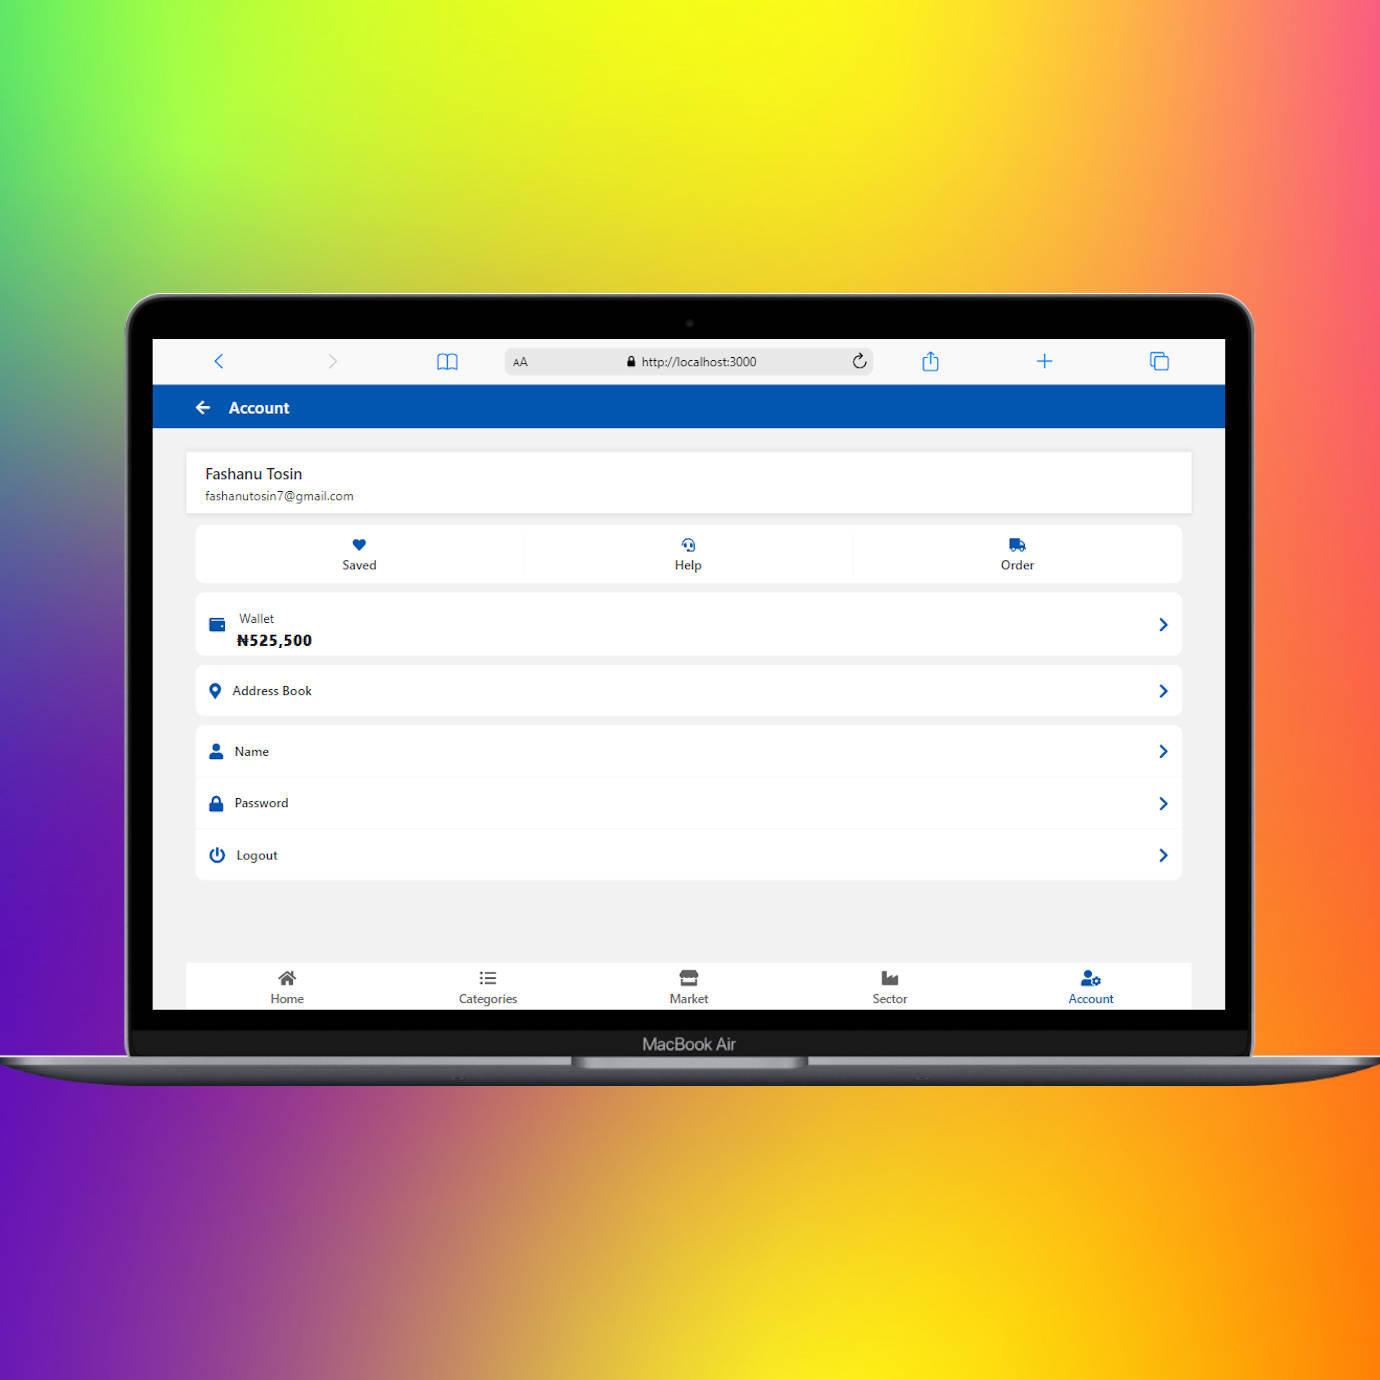 AA
http://localhost:3000
Account
Fashanu Tosin
fashanutosin7@gmail.com
Saved
Help
Order
Wallet
₦525,500
Address Book
Name
Password
Logout
Home
Categories
Market
Sector
Account
MacBook Air